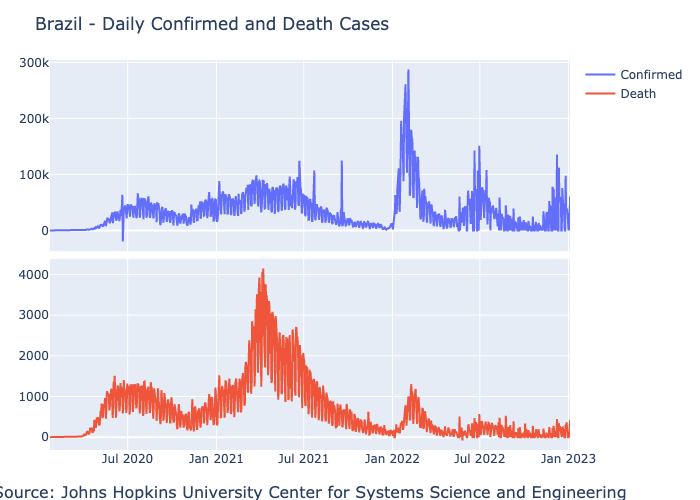 Brazil - Daily Confirmed and Death Cases
300k
200k
100k
0
Confirmed
Death
4000
3000
2000
1000
0
Jul 2020 Jan 2021 Jul 2021 Jan 2022 Jul 2022 Jan 2023
Source: Johns Hopkins University Center for Systems Science and Engineering